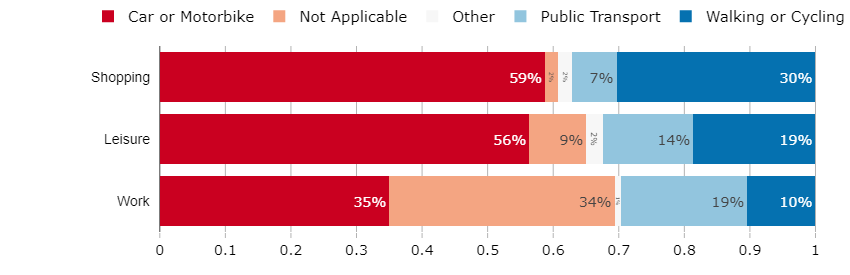 Car or Motorbike Not Applicable Other Public Transport Walking or Cycling
Shopping 59% 2% 2% 7% 30%
Leisure 56% 9% 2% 14% 19%
Work 35% 34% 1% 19% 10%
0 0.1 0.2 0.3 0.4 0.5 0.6 0.7 0.8 0.9 1